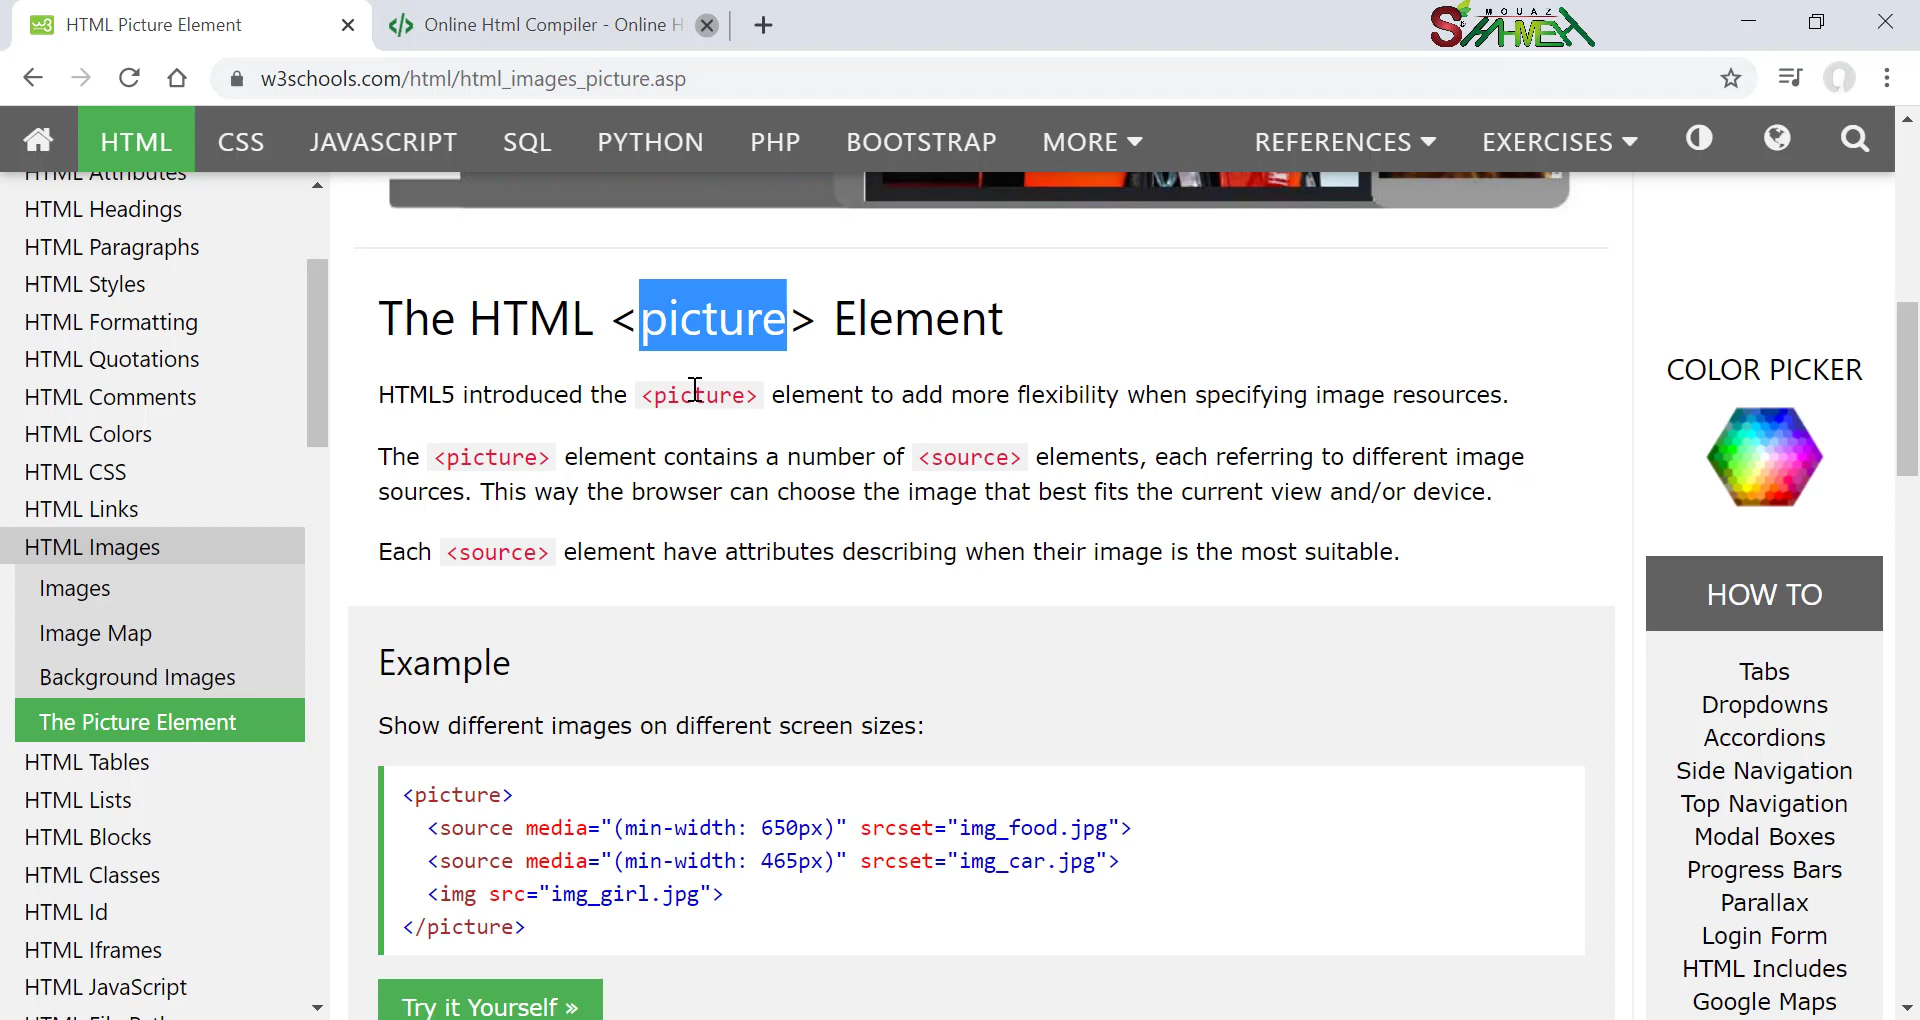 HTML Picture Element
Online Html Compiler - Online H
MOUAZ
w3schools.com/html/html_images_picture.asp
HTML CSS JAVASCRIPT SQL PYTHON PHP BOOTSTRAP MORE REFERENCES EXERCISES
HTML Attributes
HTML Headings
HTML Paragraphs
HTML Styles
HTML Formatting
HTML Quotations
HTML Comments
HTML Colors
HTML CSS
HTML Links
HTML Images
Images
Image Map
Background Images
The Picture Element
HTML Tables
HTML Lists
HTML Blocks
HTML Classes
HTML Id
HTML Iframes
HTML JavaScript
The HTML <picture> Element
HTML5 introduced the <picture> element to add more flexibility when specifying image resources.
The <picture> element contains a number of <source> elements, each referring to different image
sources. This way the browser can choose the image that best fits the current view and/or device.
Each <source> element have attributes describing when their image is the most suitable.
Example
Show different images on different screen sizes:
<picture>
<source media="(min-width: 650px)" srcset="img_food.jpg">
<source media="(min-width: 465px)" srcset="img_car.jpg">
<img src="img_girl.jpg">
</picture>
Try it Yourself »
COLOR PICKER
HOW TO
Tabs
Dropdowns
Accordions
Side Navigation
Top Navigation
Modal Boxes
Progress Bars
Parallax
Login Form
HTML Includes
Google Maps